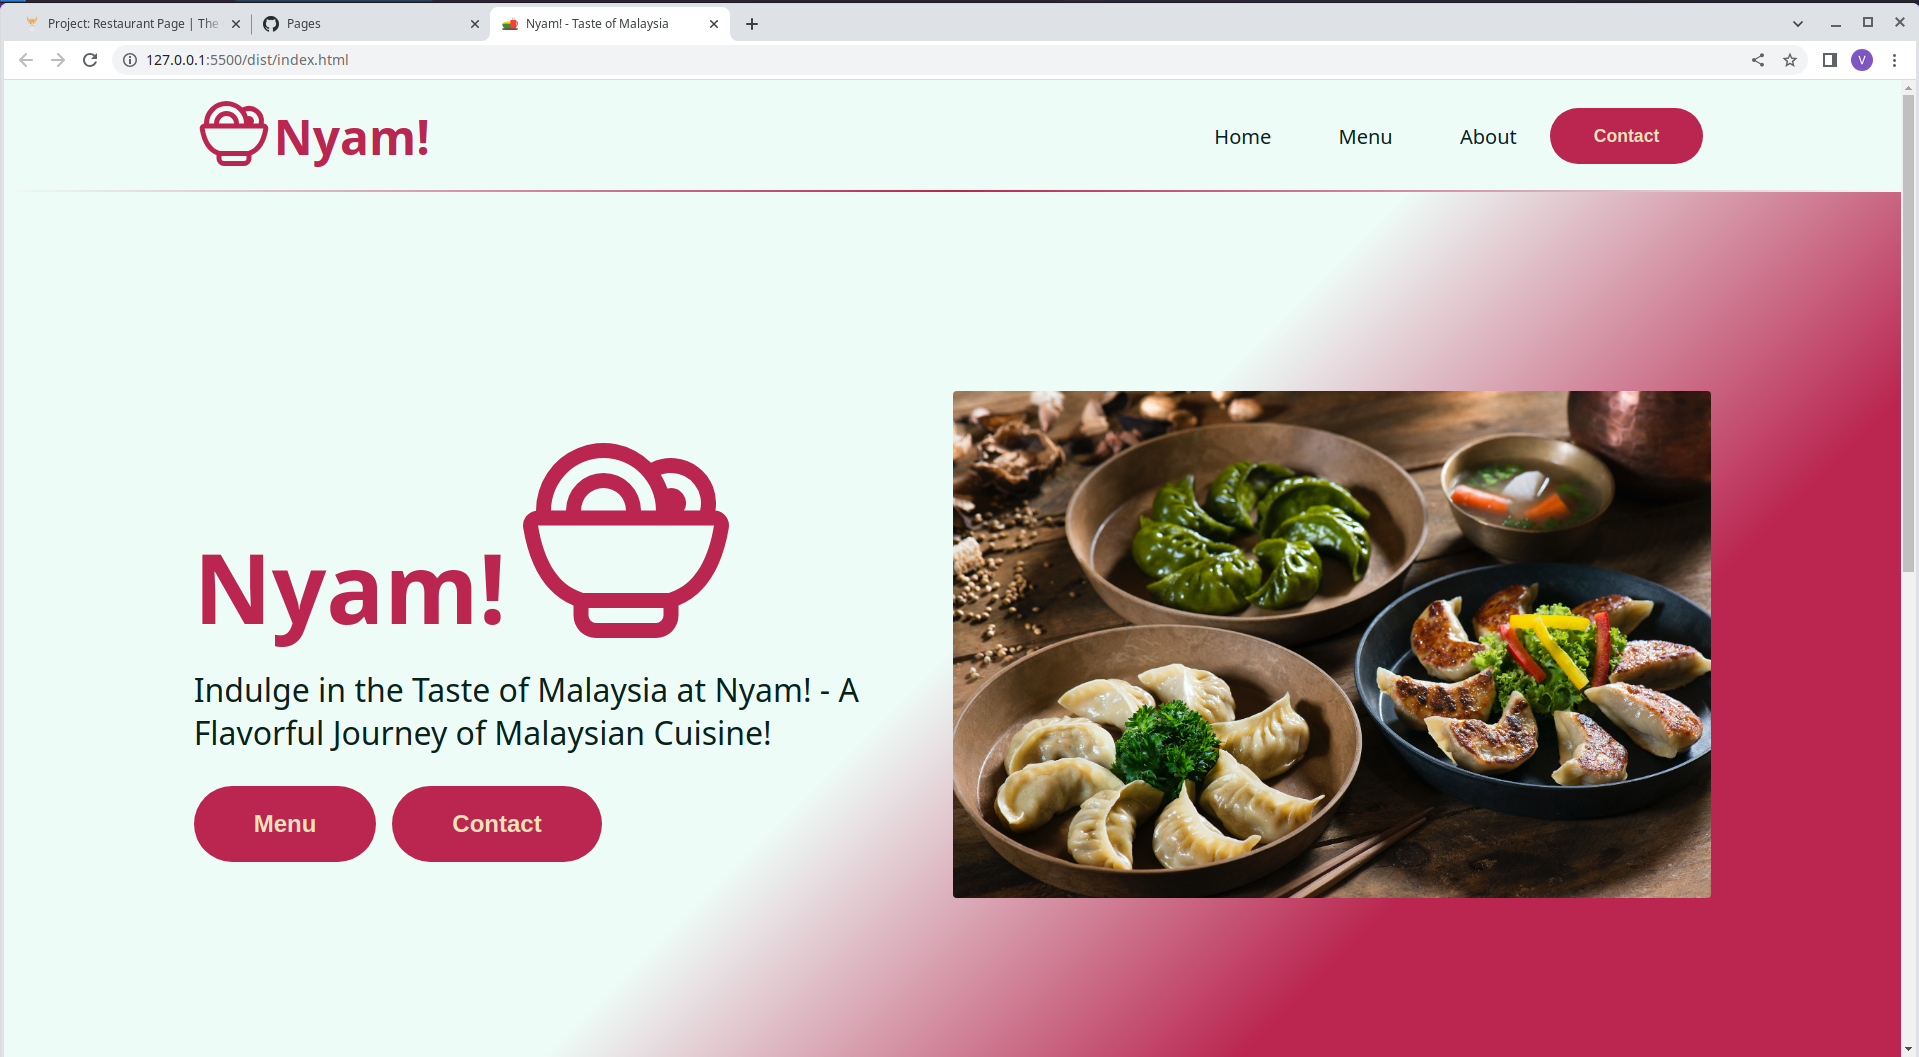 Project: Restaurant Page | The
Pages
Nyam! - Taste of Malaysia
127.0.0.1:5500/dist/index.html
V
Nyam!
Home
Menu
About
Contact
Nyam!
Indulge in the Taste of Malaysia at Nyam! - A
Flavorful Journey of Malaysian Cuisine!
Menu
Contact